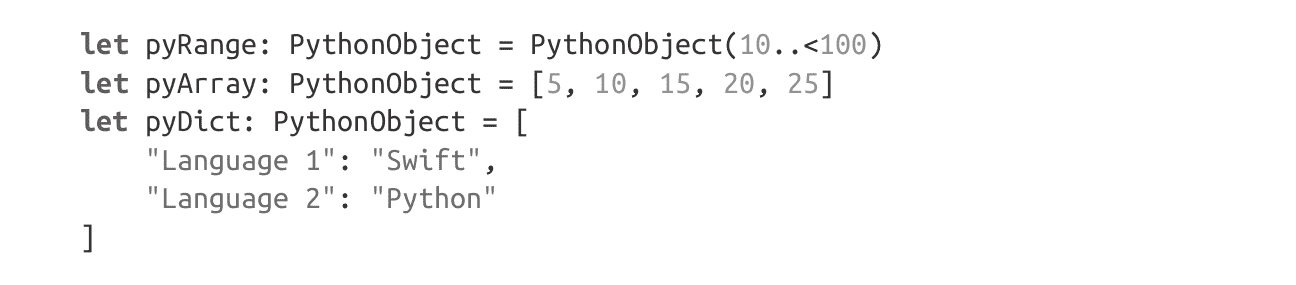 let pyRange: PythonObject = PythonObject(10..<100)
let pyArray: PythonObject = [5, 10, 15, 20, 25]
let pyDict: PythonObject = [
    "Language 1": "Swift",
    "Language 2": "Python"
]